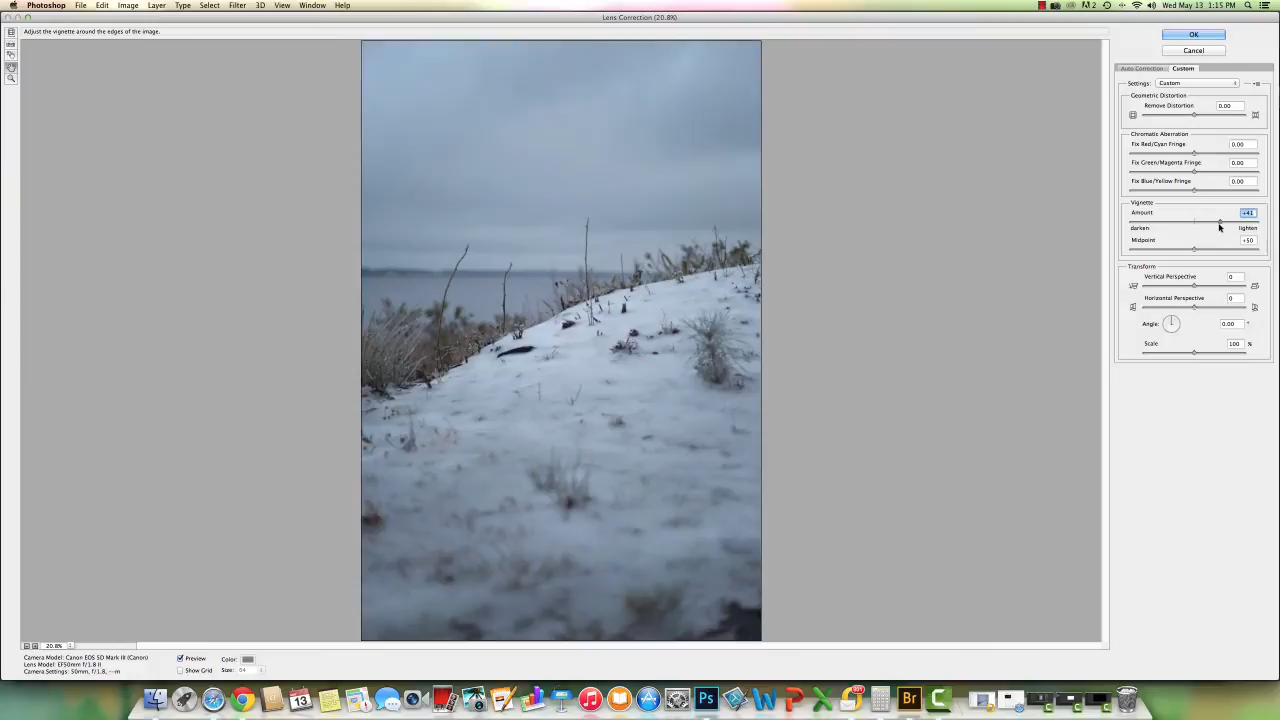 Photoshop File Edit Image Layer Type Select Filter 3D View Window Help 2 Wed May 13 1:15 PM
Lens Correction (20.8%)
Adjust the vignette around the edges of the image.
OK
Cancel
Auto Correction Custom
Settings: Custom
Geometric Distortion
Remove Distortion 0.00
Chromatic Aberration
Fix Red/Cyan Fringe 0.00
Fix Green/Magenta Fringe: 0.00
Fix Blue/Yellow Fringe 0.00
Vignette
Amount +41
darken lighten
Midpoint +50
Transform
Vertical Perspective 0
Horizontal Perspective 0
Angle: 0.00 °
Scale 100 %
20.8%
Camera Model: Canon EOS 5D Mark III (Canon)
Lens Model: EF50mm f/1.8 II
Camera Settings: 50mm, f/1.8, --m
Preview Color:
Show Grid Size: 64
13 Ps W P X Br C